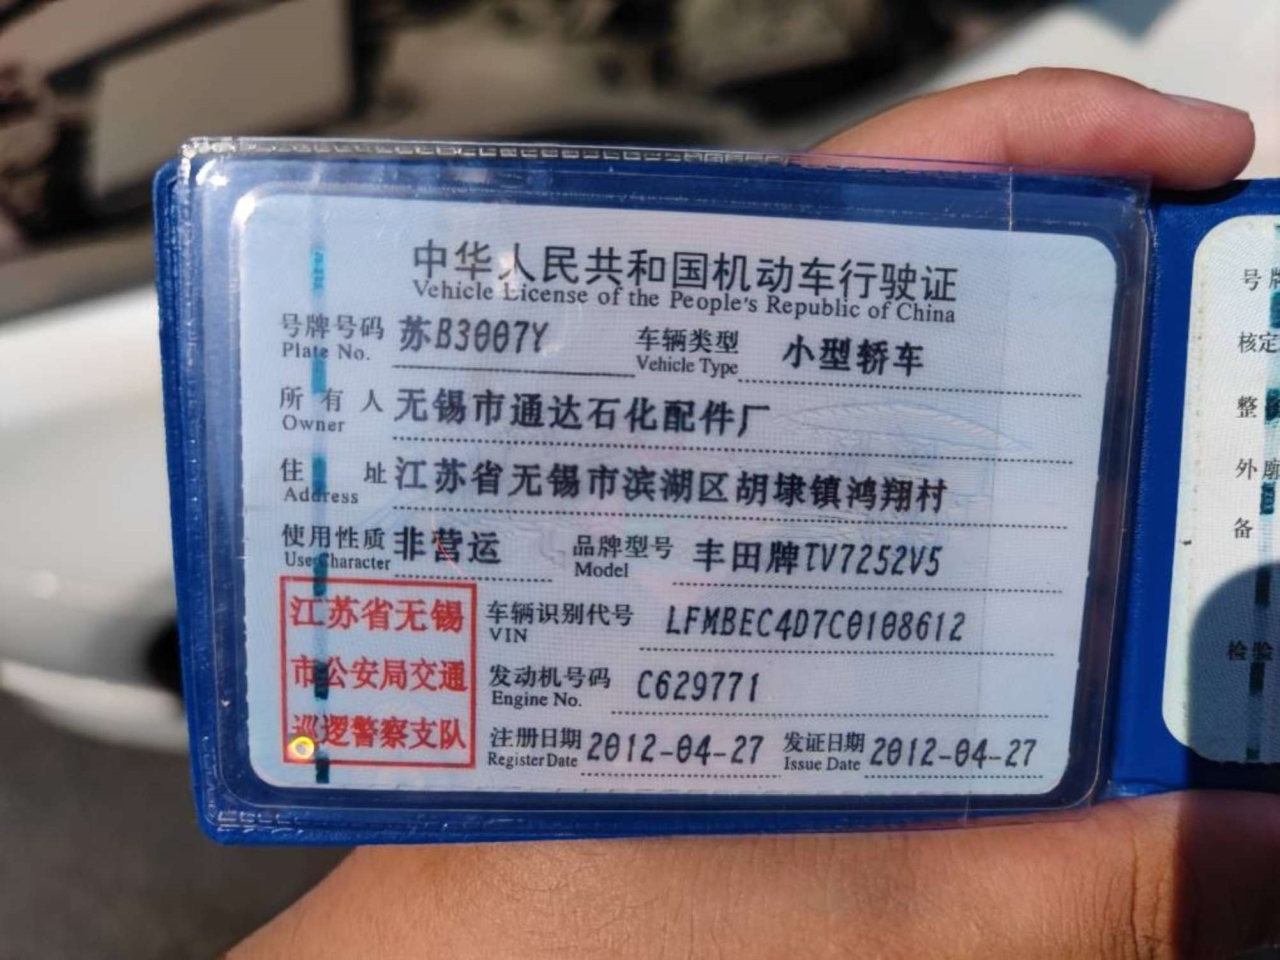 中华人民共和国机动车行驶证
Vehicle License of the People's Republic of China
号牌号码 苏B3007Y 车辆类型 小型轿车
Plate No. Vehicle Type
所有人 无锡市通达石化配件厂
Owner
住址 江苏省无锡市滨湖区胡埭镇鸿翔村
Address
使用性质 非营运 品牌型号 丰田牌TV7252V5
Use Character Model
江苏省无锡
市公安局交通
巡逻警察支队
车辆识别代号 LFMBEC4D7C0108612
VIN
发动机号码 C629771
Engine No.
注册日期 2012-04-27 发证日期 2012-04-27
Register Date Issue Date
号牌
核定
整
外廓
备
检验